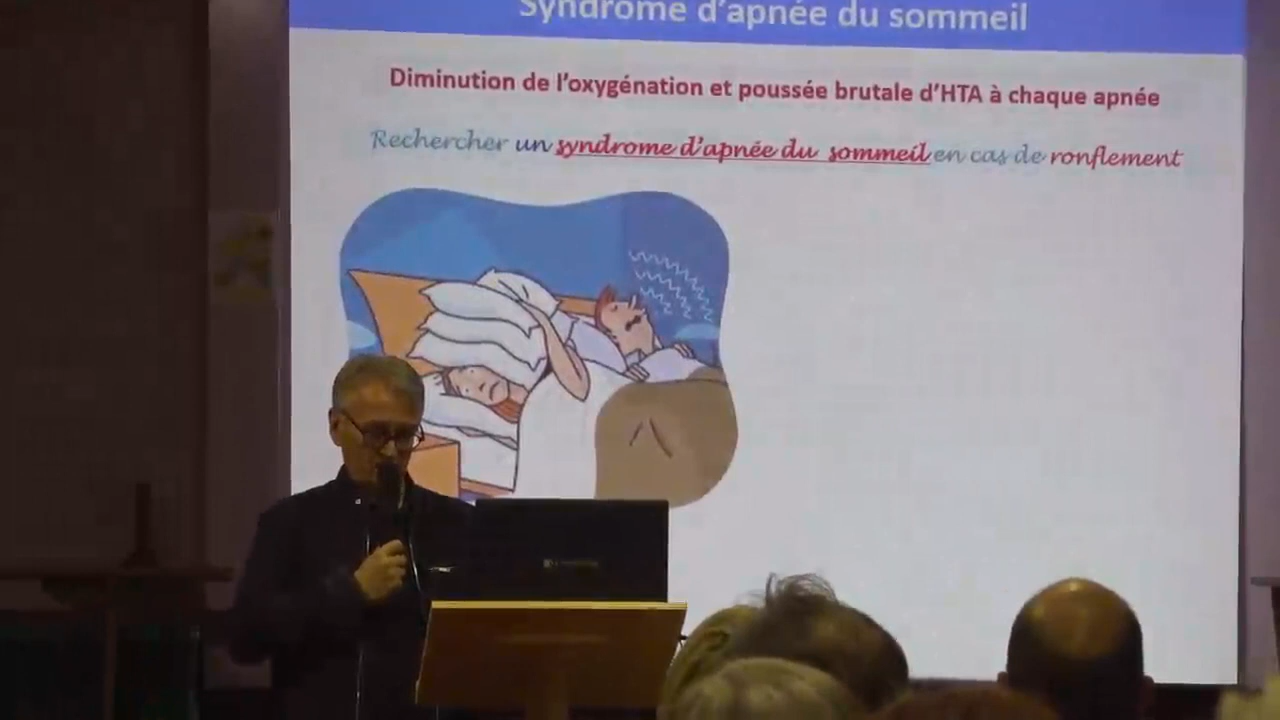 Syndrome d'apnée du sommeil
Diminution de l'oxygénation et poussée brutale d'HTA à chaque apnée
Rechercher un syndrome d'apnée du sommeil en cas de ronflement